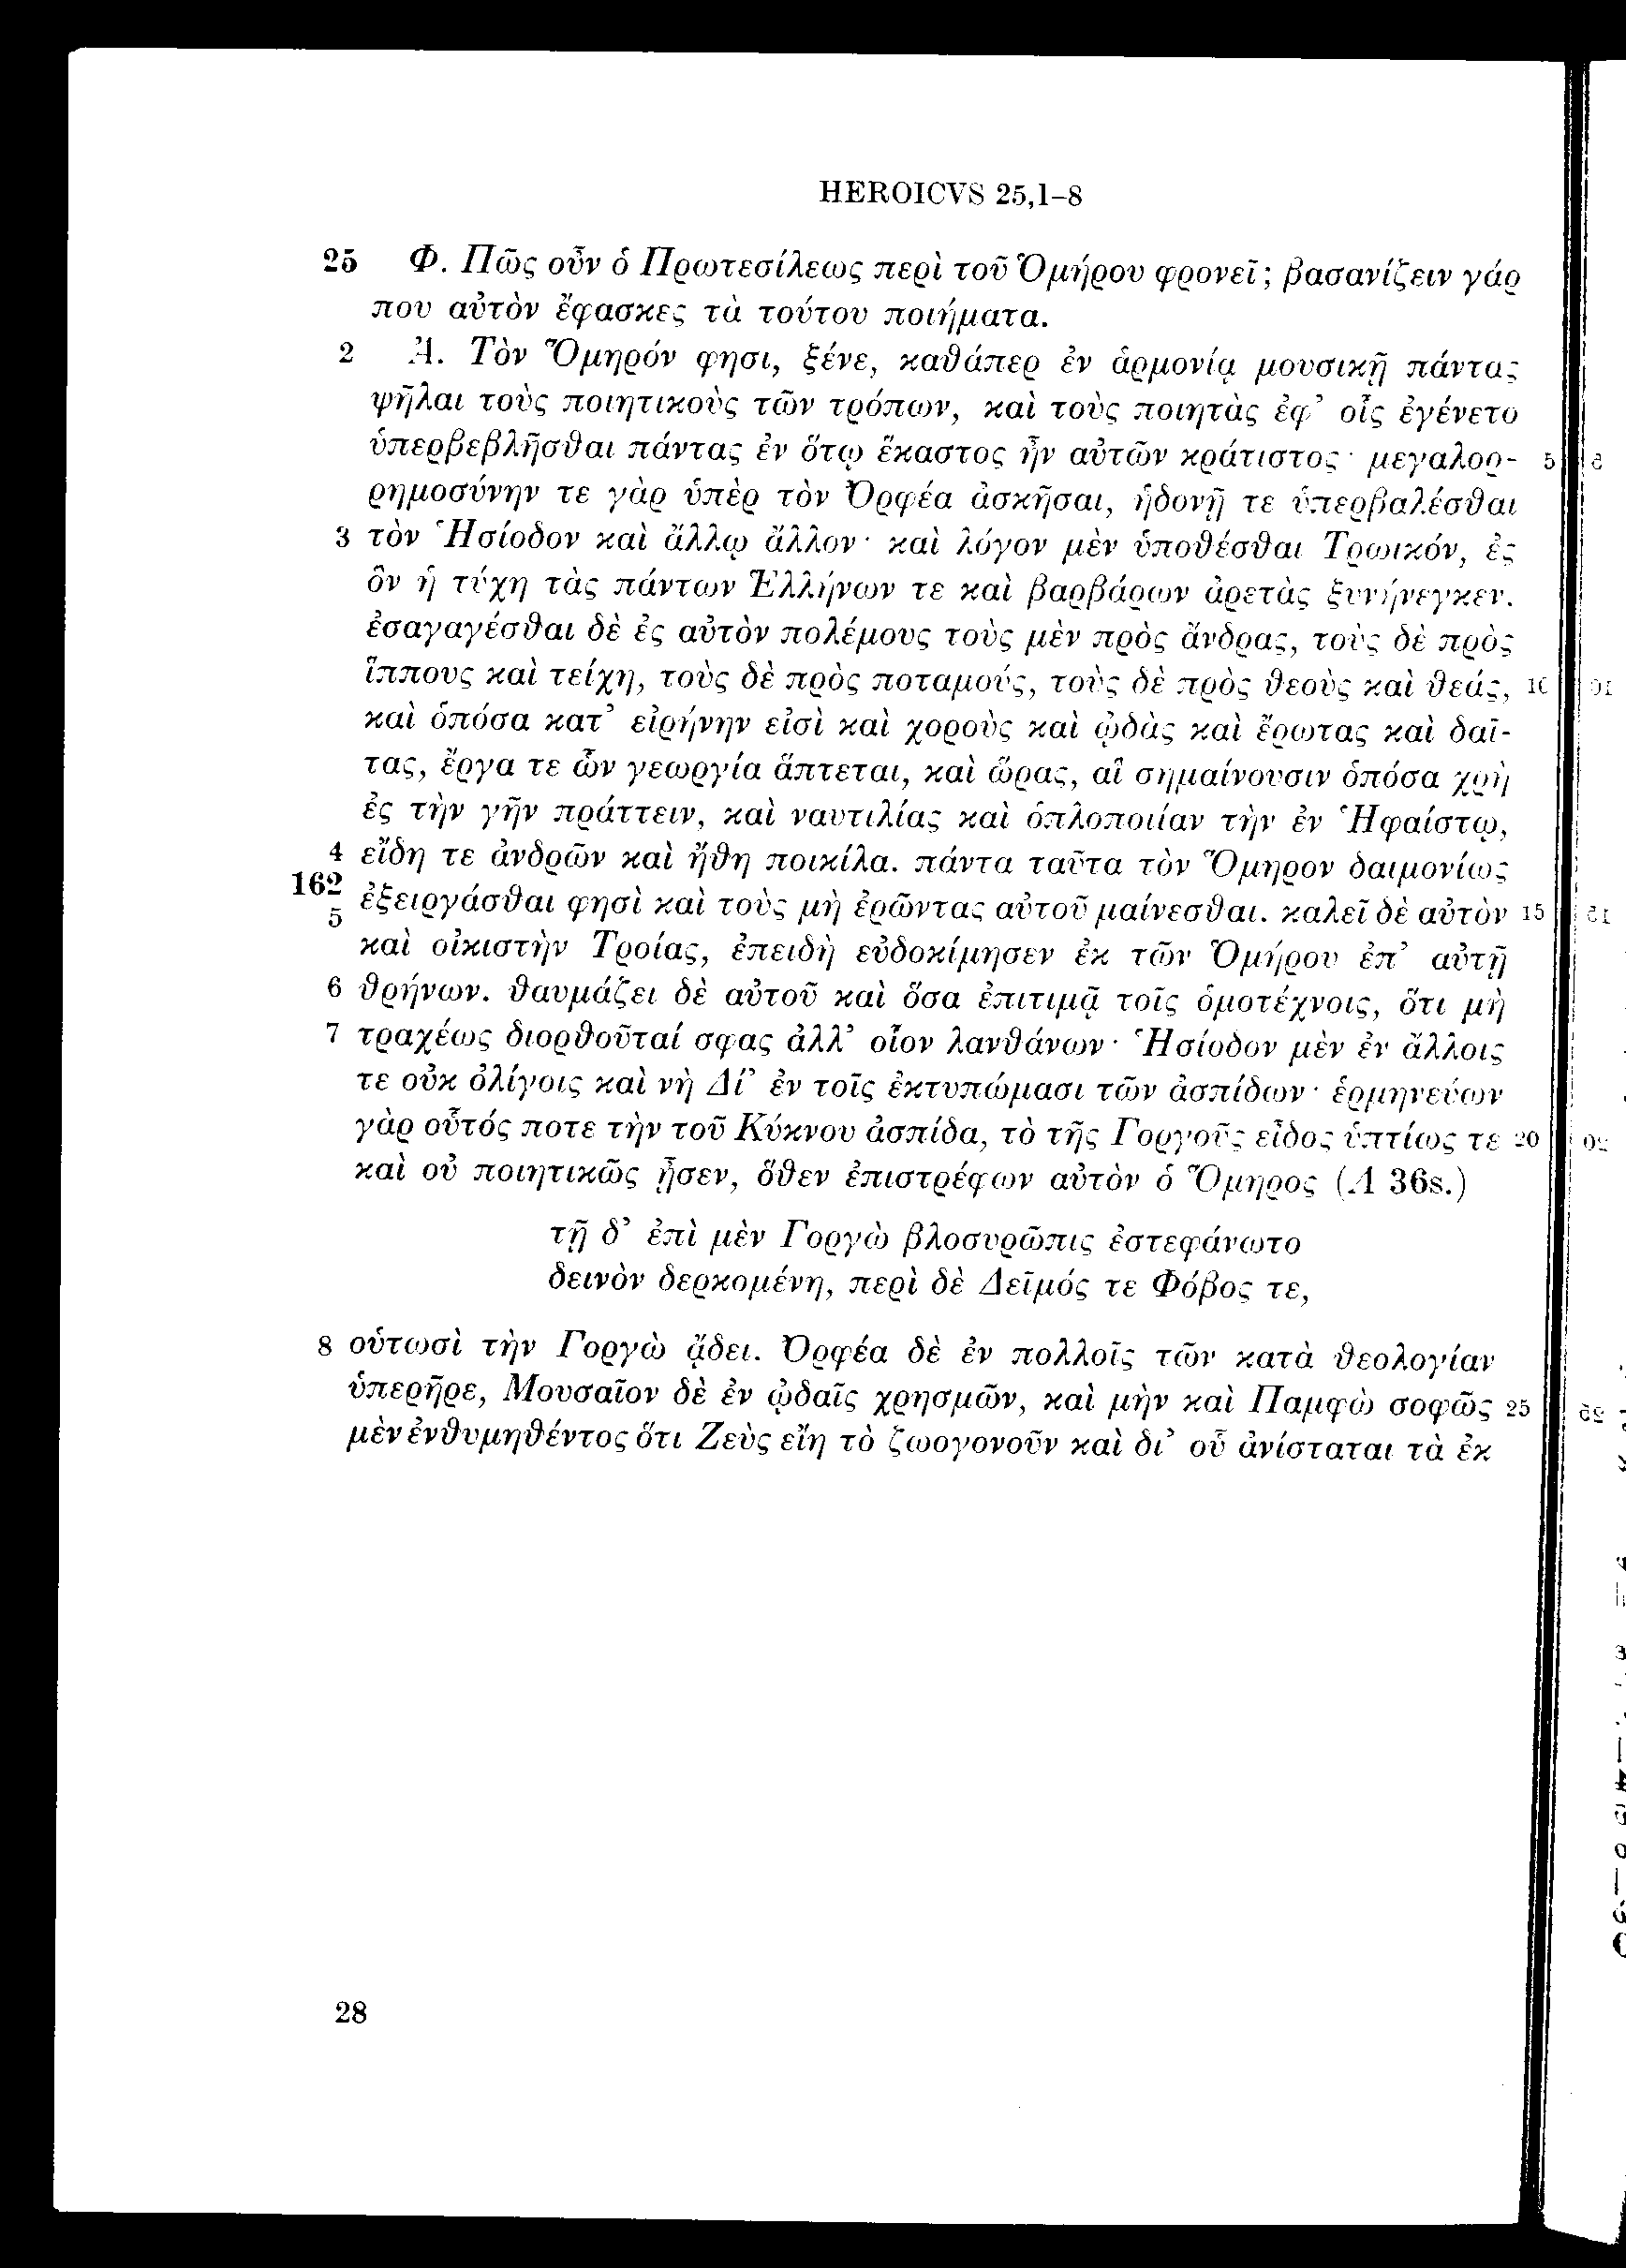 HEROICVS 25,1–8
25 Φ. Πῶς οὖν ὁ Πρωτεσίλεως περὶ τοῦ Ὁμήρου φρονεῖ; βασανίζειν γάρ
που αὐτὸν ἔφασκες τὰ τούτου ποιήματα.
2 Ἀ. Τὸν Ὅμηρόν φησι, ξένε, καθάπερ ἐν ἁρμονίᾳ μουσικῇ πάντας
ψῆλαι τοὺς ποιητικοὺς τῶν τρόπων, καὶ τοὺς ποιητὰς ἐφ’ οἷς ἐγένετο
ὑπερβεβλῆσθαι πάντας ἐν ὅτῳ ἕκαστος ἦν αὐτῶν κράτιστος· μεγαλορ- 5
ρημοσύνην τε γὰρ ὑπὲρ τὸν Ὀρφέα ἀσκῆσαι, ἡδονῇ τε ὑπερβαλέσθαι
3 τὸν Ἡσίοδον καὶ ἄλλῳ ἄλλον· καὶ λόγον μὲν ὑποθέσθαι Τρωικόν, ἐς
ὃν ἡ τύχη τὰς πάντων Ἑλλήνων τε καὶ βαρβάρων ἀρετὰς ξυνήνεγκεν.
ἐσαγαγέσθαι δὲ ἐς αὐτὸν πολέμους τοὺς μὲν πρὸς ἄνδρας, τοὺς δὲ πρὸς
ἵππους καὶ τείχη, τοὺς δὲ πρὸς ποταμούς, τοὺς δὲ πρὸς θεοὺς καὶ θεάς, 10
καὶ ὁπόσα κατ’ εἰρήνην εἰσὶ καὶ χοροὺς καὶ ᾠδὰς καὶ ἔρωτας καὶ δαῖ-
τας, ἔργα τε ὧν γεωργία ἅπτεται, καὶ ὥρας, αἳ σημαίνουσιν ὁπόσα χρὴ
ἐς τὴν γῆν πράττειν, καὶ ναυτιλίας καὶ ὁπλοποιίαν τὴν ἐν Ἡφαίστῳ,
4 εἴδη τε ἀνδρῶν καὶ ἤθη ποικίλα. πάντα ταῦτα τὸν Ὅμηρον δαιμονίως
162 5 ἐξειργάσθαι φησὶ καὶ τοὺς μὴ ἐρῶντας αὐτοῦ μαίνεσθαι. καλεῖ δὲ αὐτὸν 15
καὶ οἰκιστὴν Τροίας, ἐπειδὴ εὐδοκίμησεν ἐκ τῶν Ὁμήρου ἐπ’ αὐτῇ
6 θρήνων. θαυμάζει δὲ αὐτοῦ καὶ ὅσα ἐπιτιμᾷ τοῖς ὁμοτέχνοις, ὅτι μὴ
7 τραχέως διορθοῦταί σφας ἀλλ’ οἷον λανθάνων· Ἡσίοδον μὲν ἐν ἄλλοις
τε οὐκ ὀλίγοις καὶ νὴ Δί’ ἐν τοῖς ἐκτυπώμασι τῶν ἀσπίδων· ἑρμηνεύων
γὰρ οὗτός ποτε τὴν τοῦ Κύκνου ἀσπίδα, τὸ τῆς Γοργοῦς εἶδος ὑπτίως τε 20
καὶ οὐ ποιητικῶς ᾖσεν, ὅθεν ἐπιστρέφων αὐτὸν ὁ Ὅμηρος (Λ 36s.)
τῇ δ’ ἐπὶ μὲν Γοργὼ βλοσυρῶπις ἐστεφάνωτο
δεινὸν δερκομένη, περὶ δὲ Δεῖμός τε Φόβος τε,
8 οὑτωσὶ τὴν Γοργὼ ᾄδει. Ὀρφέα δὲ ἐν πολλοῖς τῶν κατὰ θεολογίαν
ὑπερῆρε, Μουσαῖον δὲ ἐν ᾠδαῖς χρησμῶν, καὶ μὴν καὶ Παμφὼ σοφῶς 25
μὲν ἐνθυμηθέντος ὅτι Ζεὺς εἴη τὸ ζωογονοῦν καὶ δι’ οὗ ἀνίσταται τὰ ἐκ
28